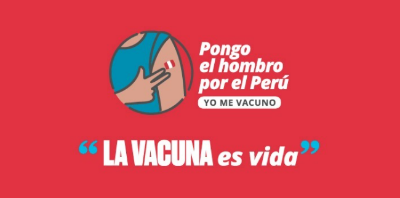 Pongo
el hombro
por el Perú
YO ME VACUNO
“LA VACUNA es vida”